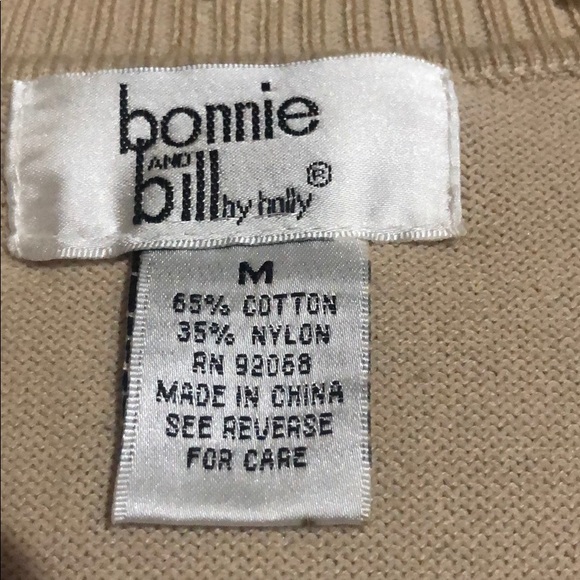 bonnie
AND
bill by holly®
M
65% COTTON
35% NYLON
RN 92068
MADE IN CHINA
SEE REVERSE
FOR CARE